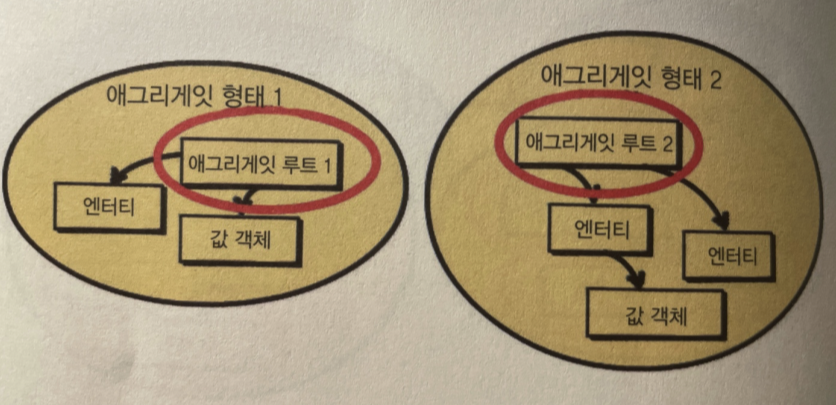 애그리게잇 형태 1
애그리게잇 루트 1
엔터티
값 객체
애그리게잇 형태 2
애그리게잇 루트 2
엔터티
엔터티
값 객체